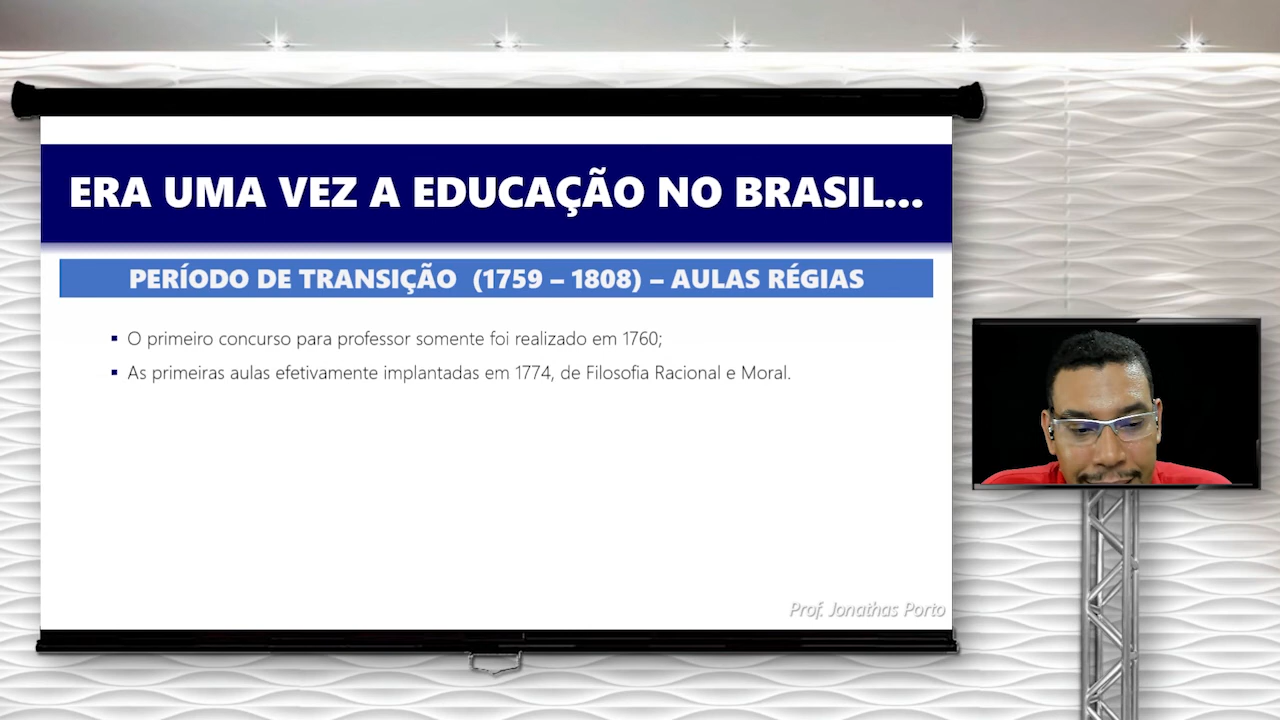 ERA UMA VEZ A EDUCAÇÃO NO BRASIL...
PERÍODO DE TRANSIÇÃO (1759 – 1808) – AULAS RÉGIAS
▪ O primeiro concurso para professor somente foi realizado em 1760;
▪ As primeiras aulas efetivamente implantadas em 1774, de Filosofia Racional e Moral.
Prof. Jonathas Porto